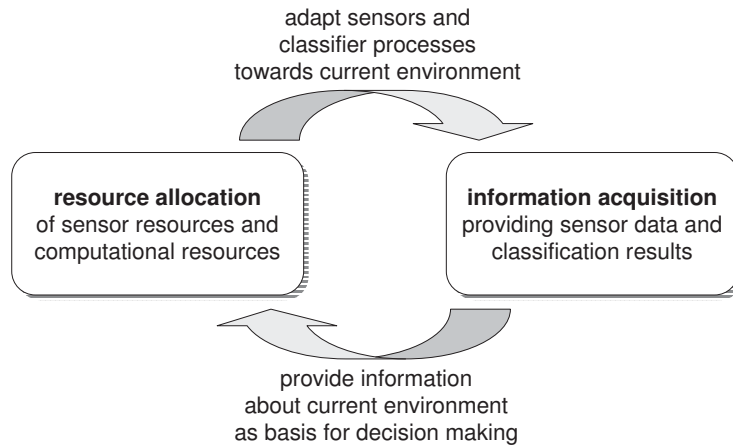 adapt sensors and
classifier processes
towards current environment
resource allocation
of sensor resources and
computational resources
information acquisition
providing sensor data and
classification results
provide information
about current environment
as basis for decision making